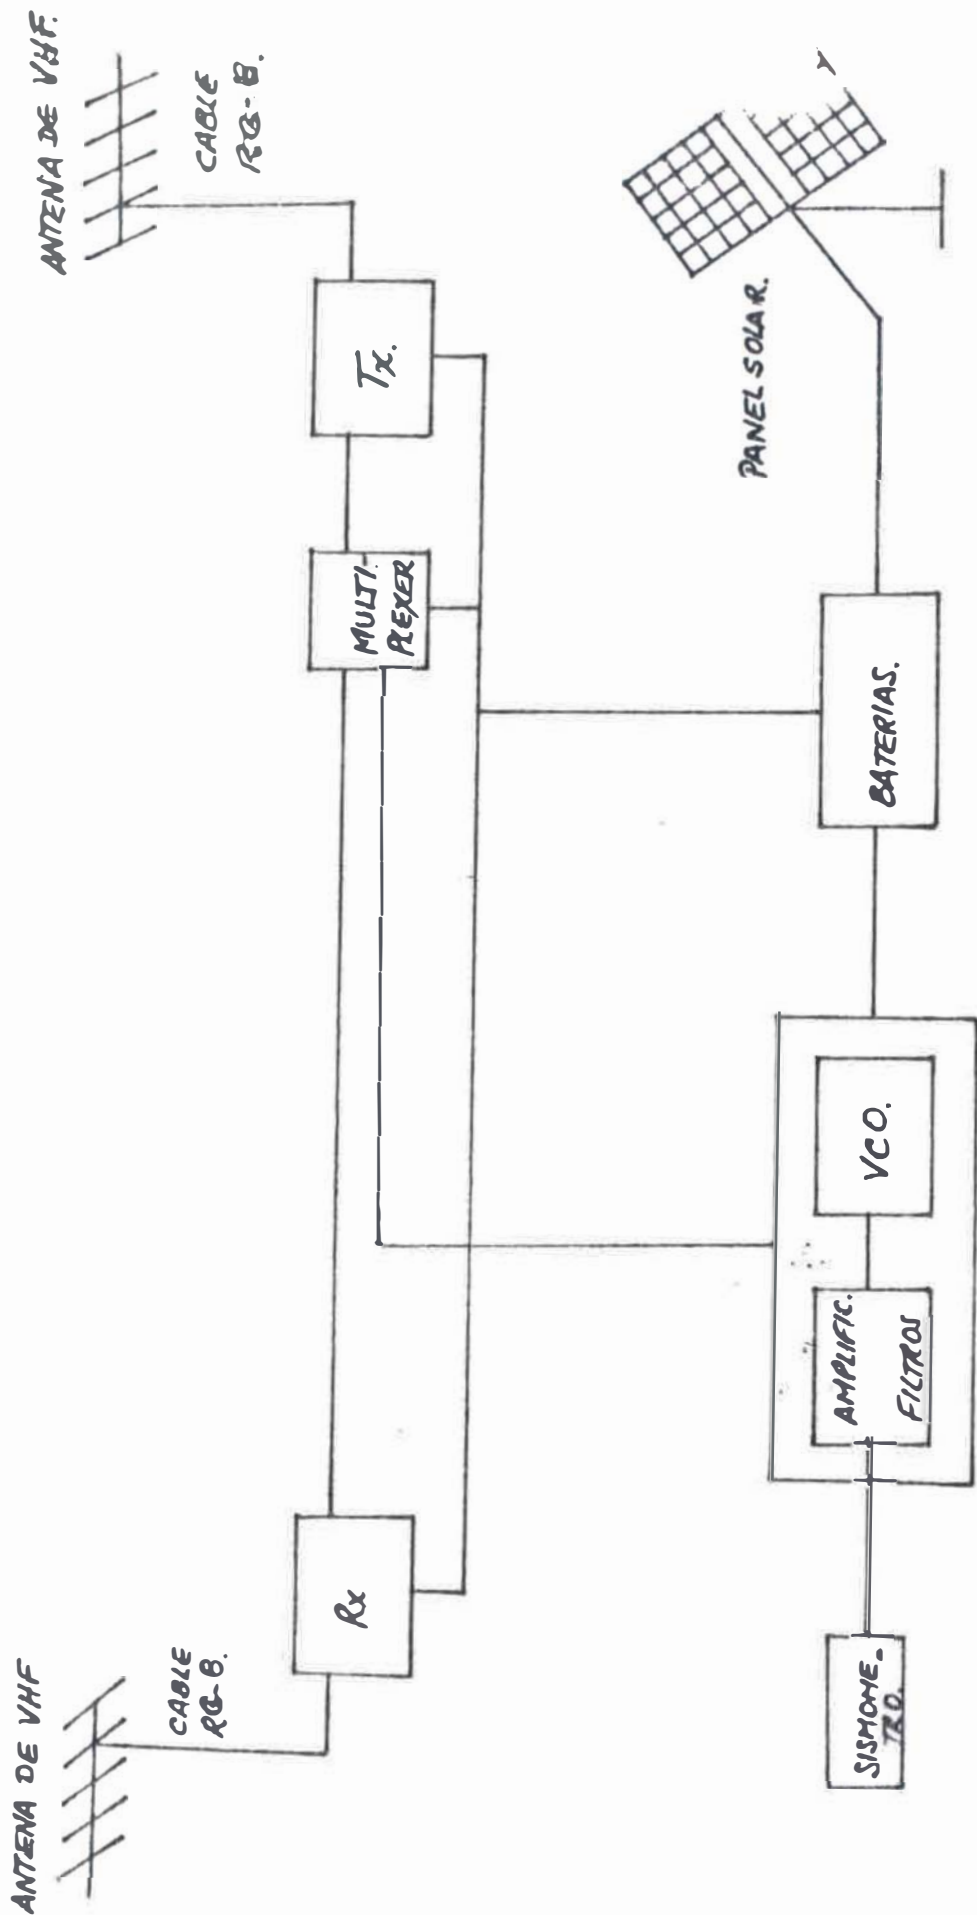 ANTENA DE VHF
ANTENA DE VHF.
CABLE
RG-8.
CABLE
RG-8.
Rx
MULTI.
PLEXER
Tx.
PANEL SOLAR.
SISMOME_
TRO.
AMPLIFIC.
FILTROS
VCO.
BATERIAS.